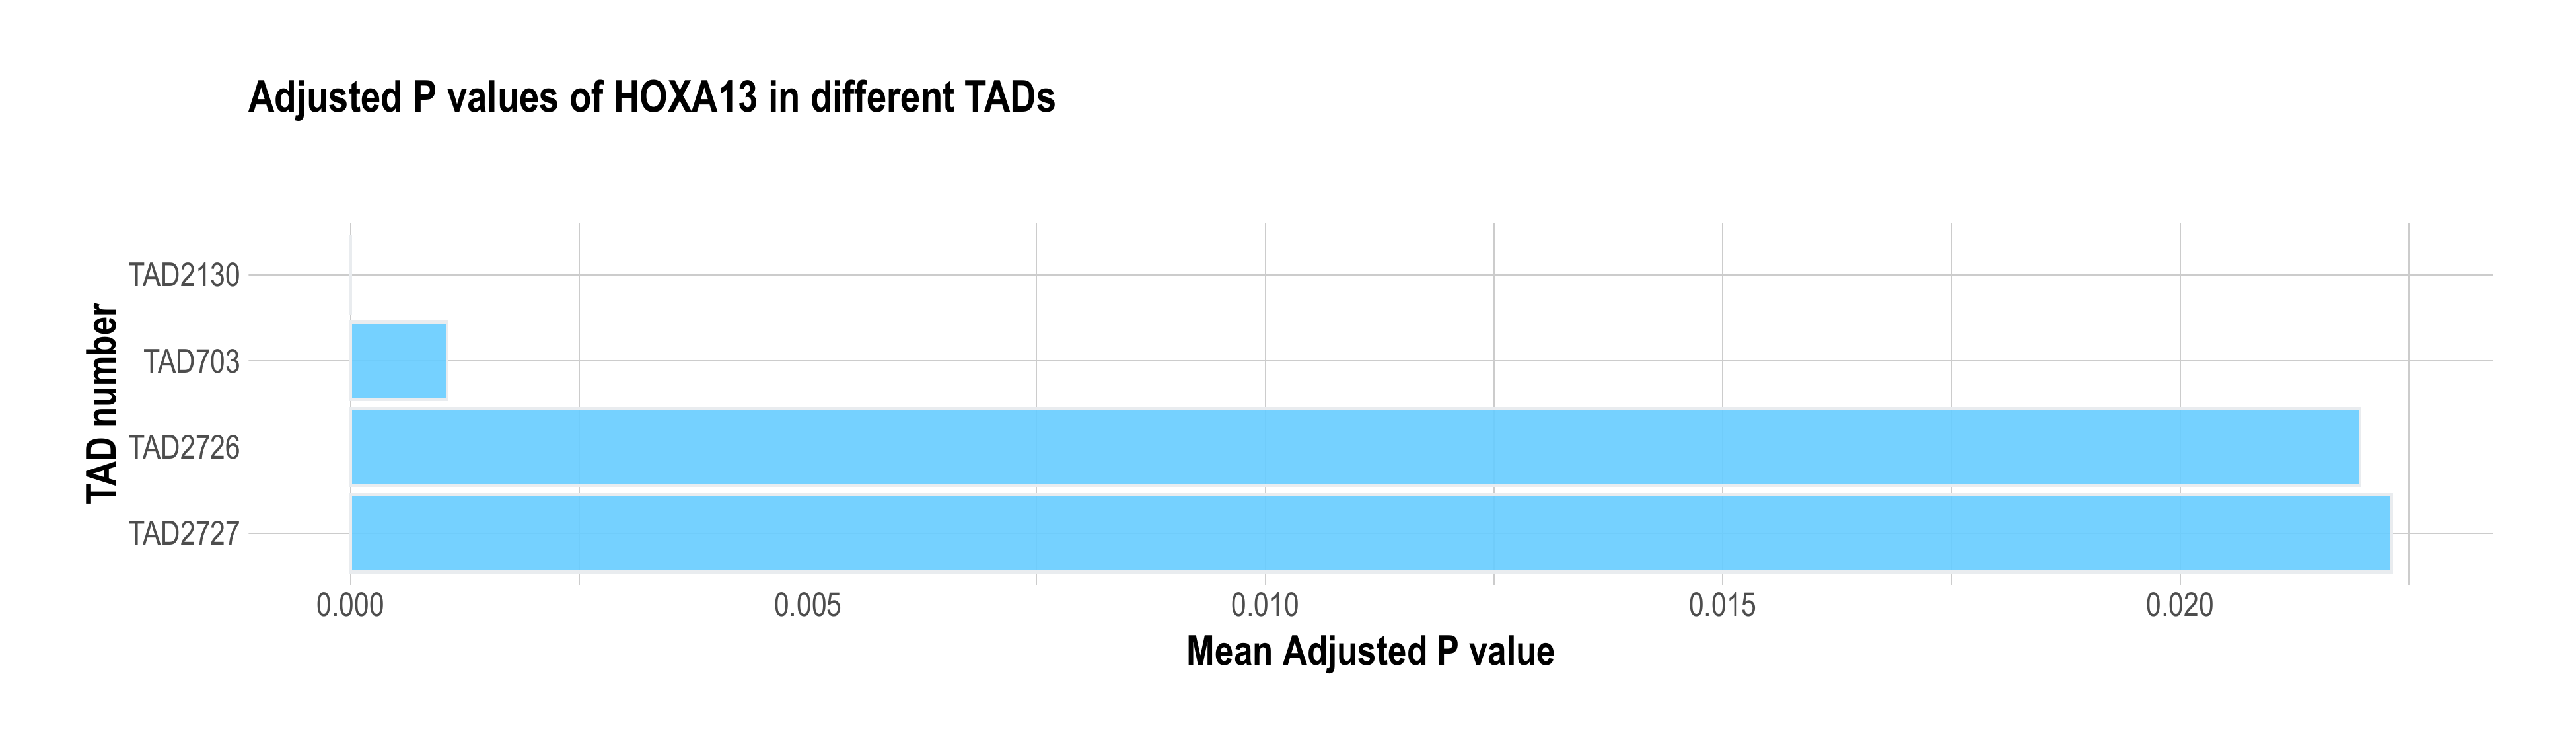 Adjusted P values of HOXA13 in different TADs
TAD number
TAD2130
TAD703
TAD2726
TAD2727
0.000 0.005 0.010 0.015 0.020
Mean Adjusted P value